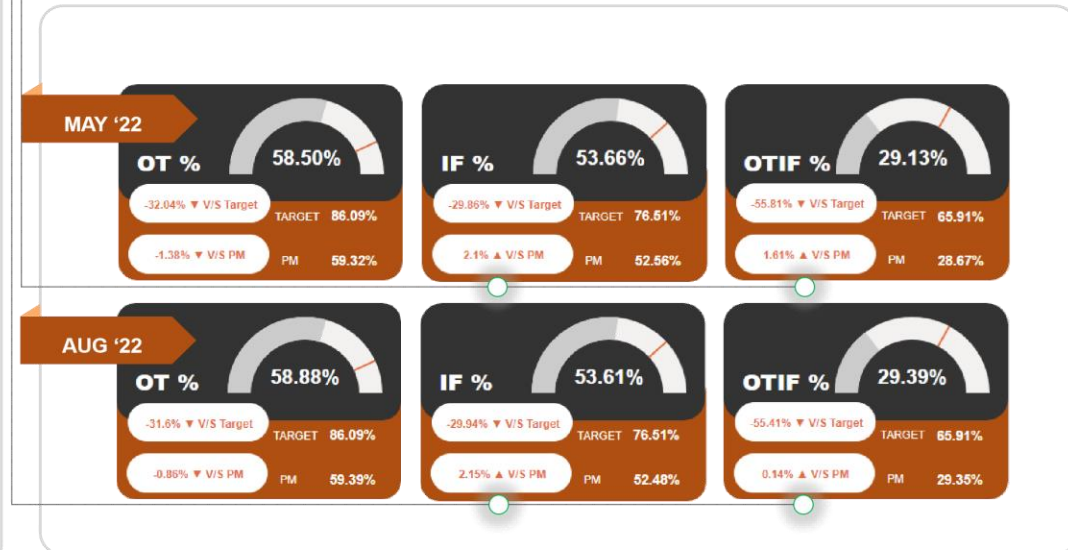 MAY ‘22
OT %
58.50%
-32.04% ▼ V/S Target
TARGET 86.09%
-1.38% ▼ V/S PM
PM 59.32%
IF %
53.66%
-29.86% ▼ V/S Target
TARGET 76.51%
2.1% ▲ V/S PM
PM 52.56%
OTIF %
29.13%
-55.81% ▼ V/S Target
TARGET 65.91%
1.61% ▲ V/S PM
PM 28.67%
AUG ‘22
OT %
58.88%
-31.6% ▼ V/S Target
TARGET 86.09%
-0.86% ▼ V/S PM
PM 59.39%
IF %
53.61%
-29.94% ▼ V/S Target
TARGET 76.51%
2.15% ▲ V/S PM
PM 52.48%
OTIF %
29.39%
-55.41% ▼ V/S Target
TARGET 65.91%
0.14% ▲ V/S PM
PM 29.35%